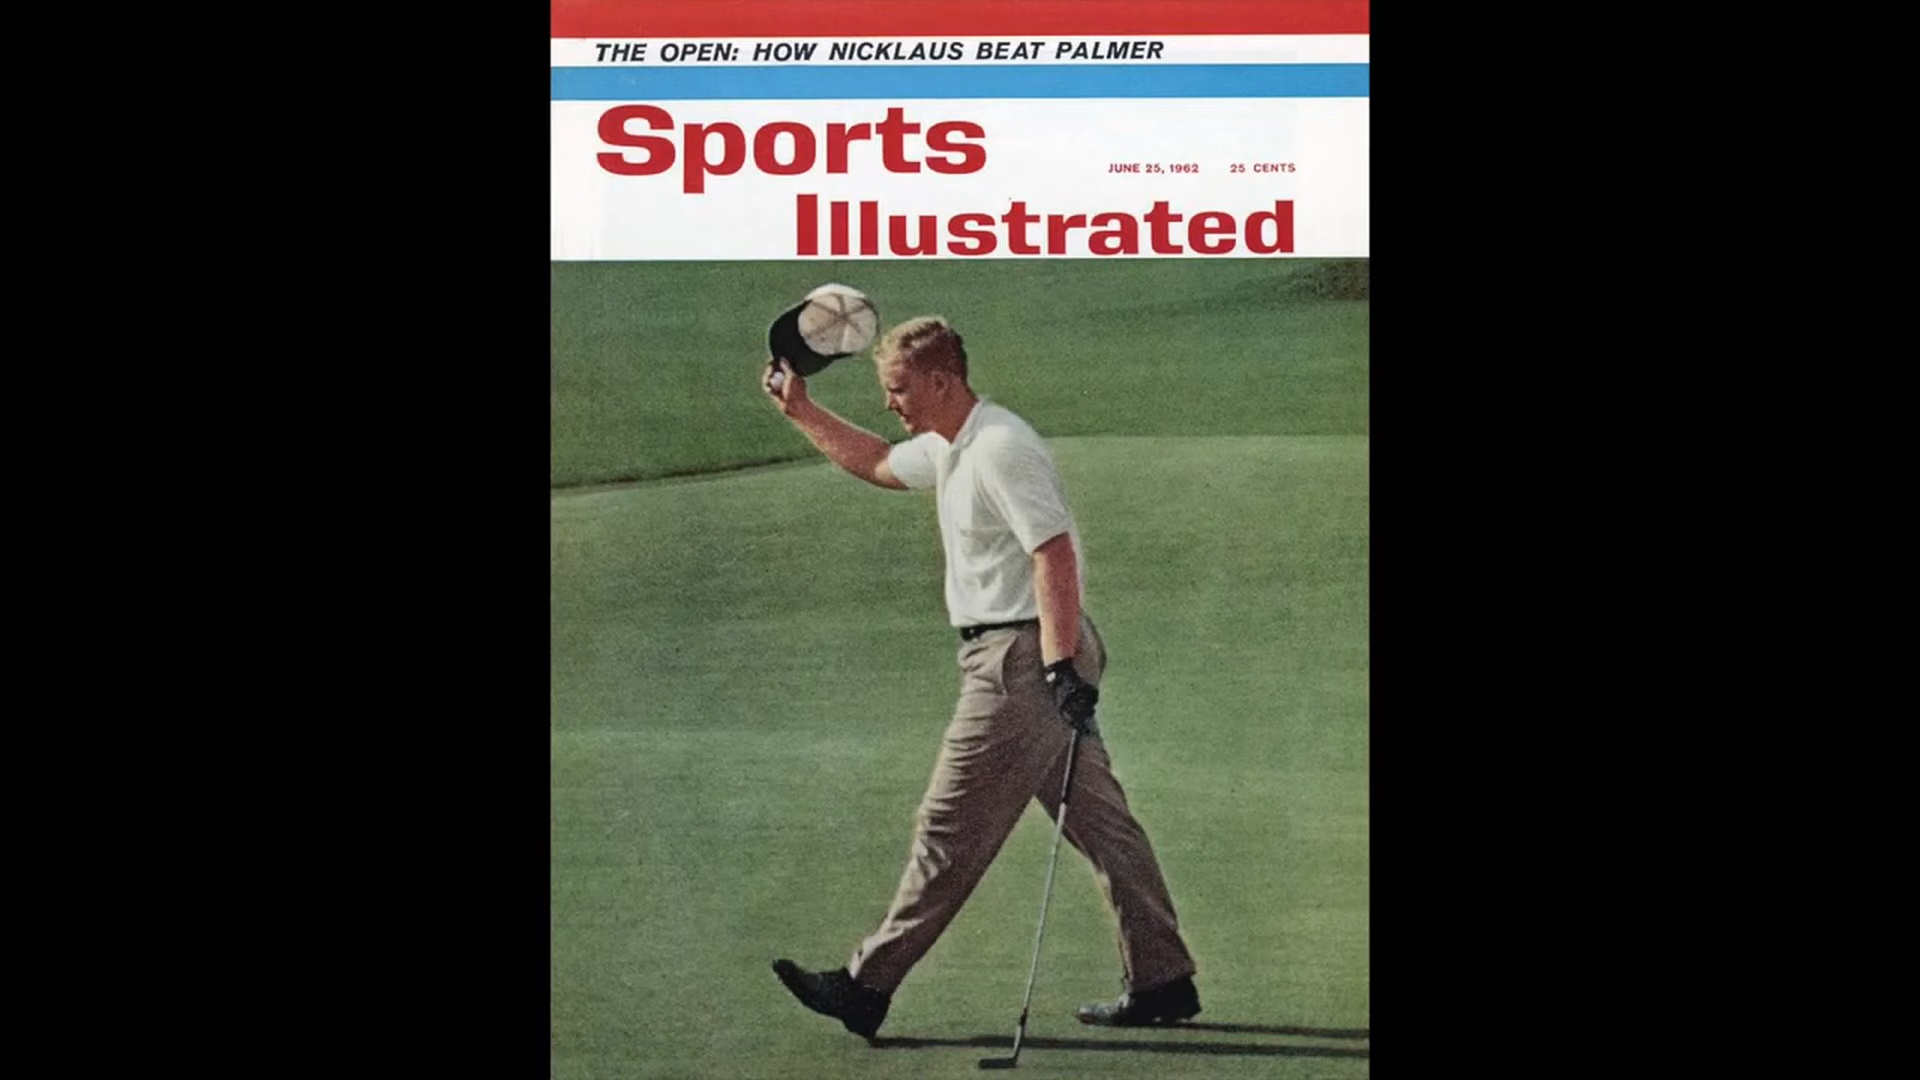 THE OPEN: HOW NICKLAUS BEAT PALMER
Sports
JUNE 25, 1962 25 CENTS
Illustrated